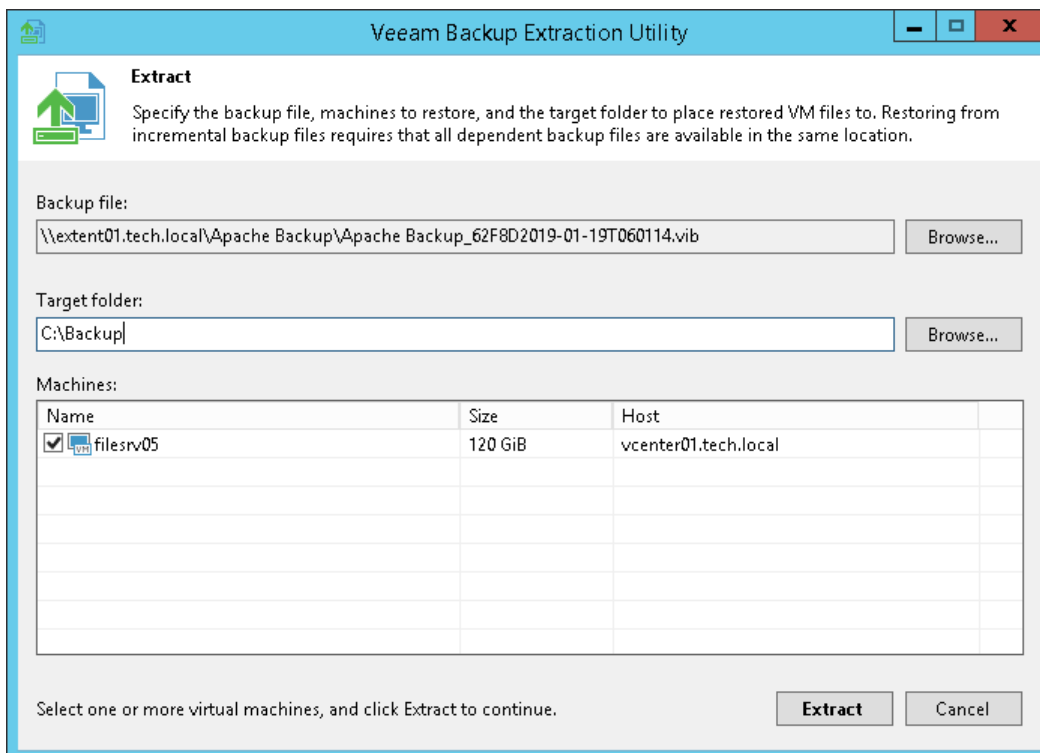 Veeam Backup Extraction Utility
Extract
Specify the backup file, machines to restore, and the target folder to place restored VM files to. Restoring from
incremental backup files requires that all dependent backup files are available in the same location.
Backup file:
\\extent01.tech.local\Apache Backup\Apache Backup_62F8D2019-01-19T060114.vib
Browse...
Target folder:
C:\Backup
Browse...
Machines:
Name Size Host
filesrv05 120 GiB vcenter01.tech.local
Select one or more virtual machines, and click Extract to continue.
Extract Cancel